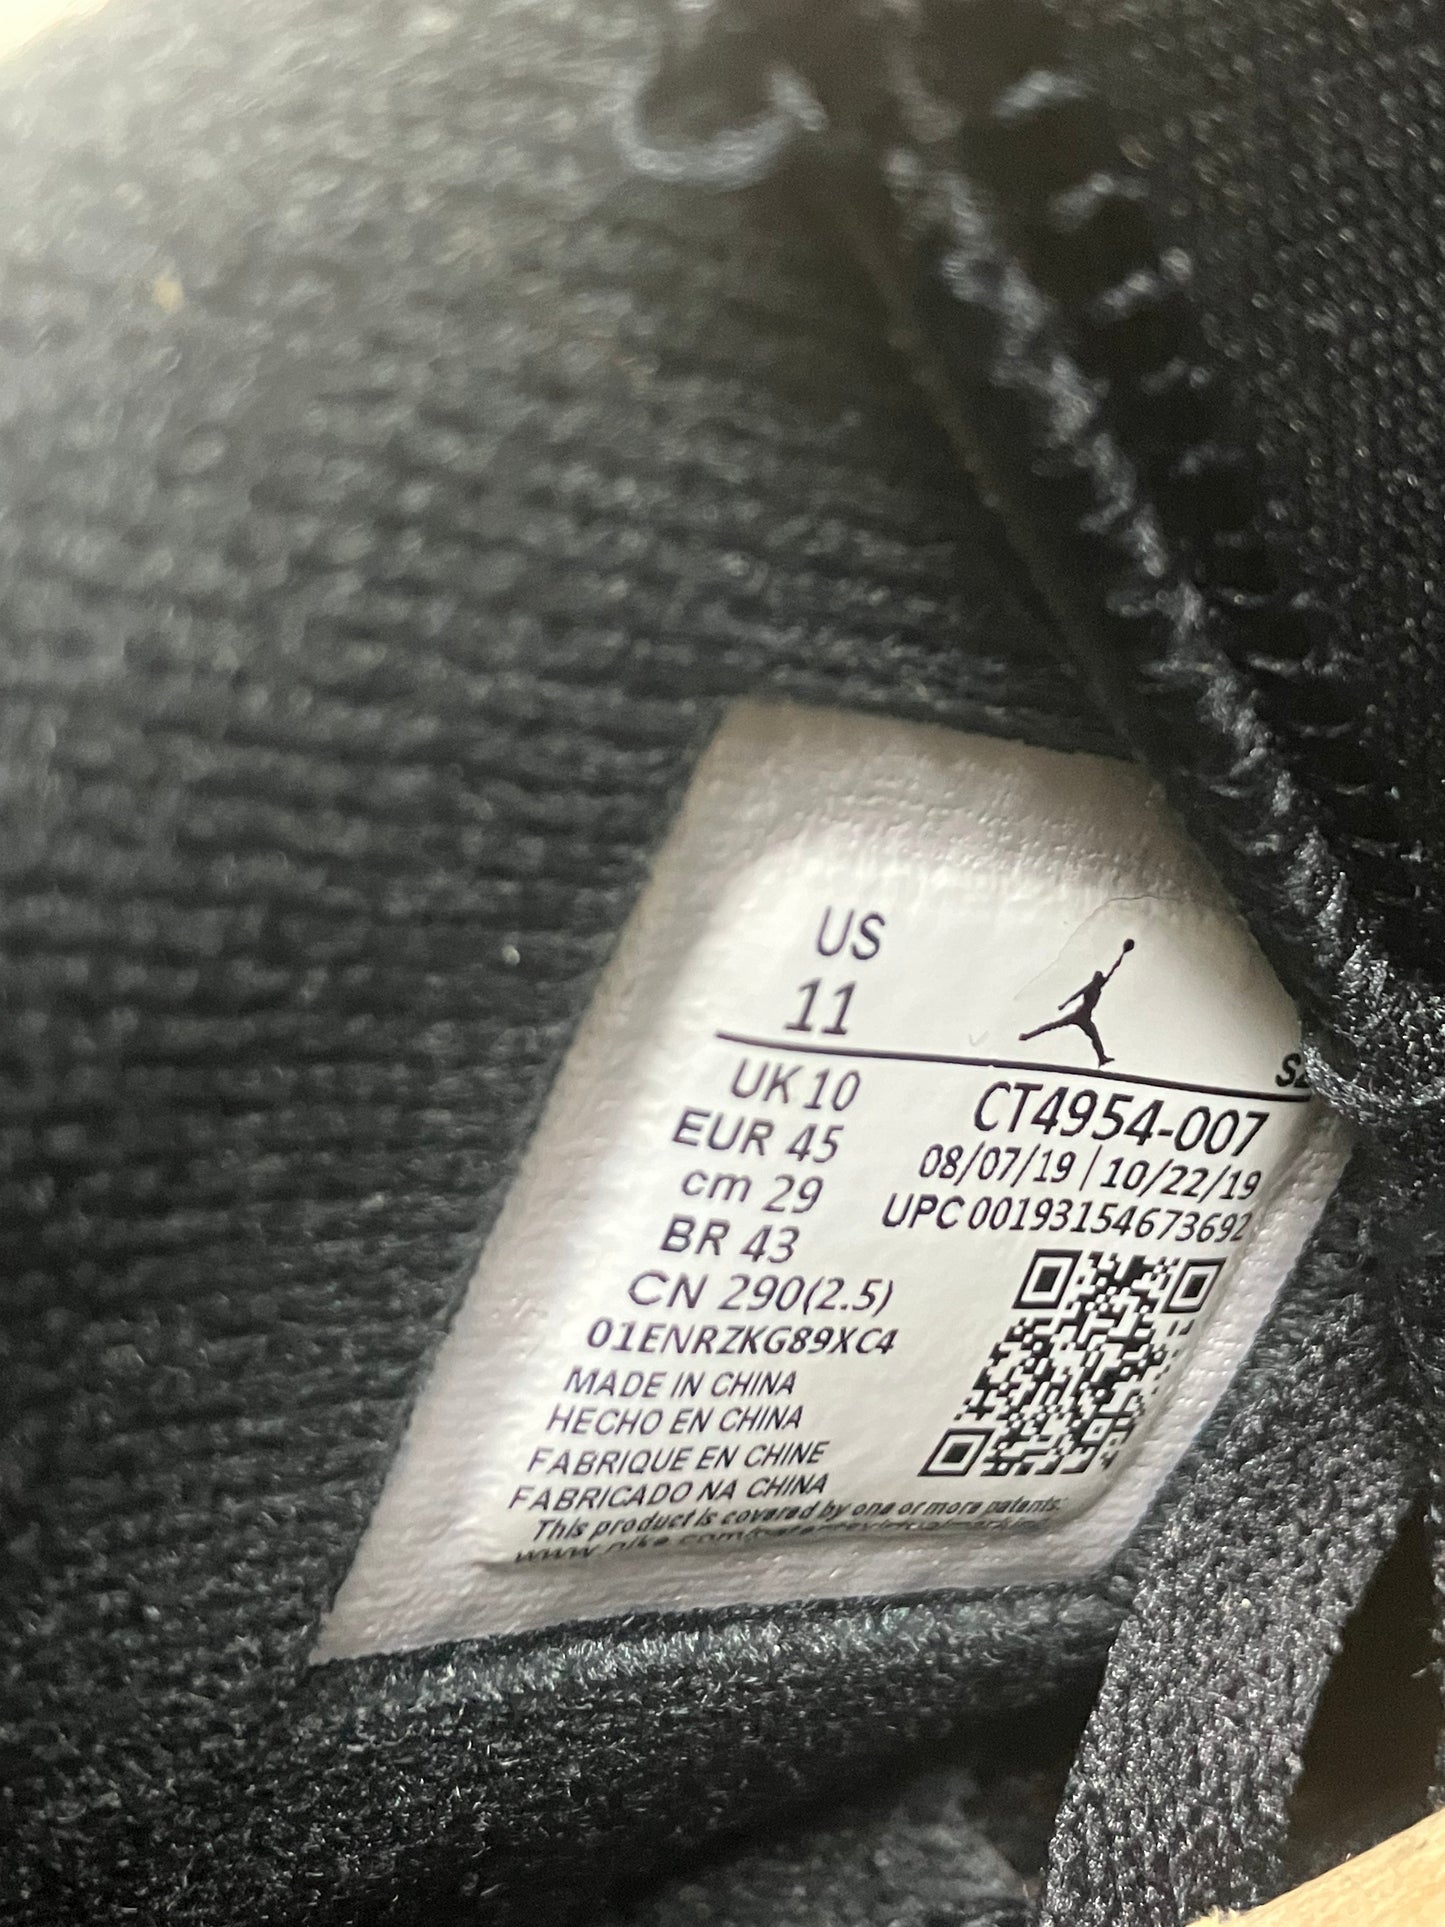 US
11
UK 10
EUR 45
cm 29
BR 43
CN 290(2.5)
01ENRZKG89XC4
MADE IN CHINA
HECHO EN CHINA
FABRIQUE EN CHINE
FABRICADO NA CHINA
This product is covered by one or more patents.
CT4954-007
08/07/19 | 10/22/19
UPC 00193154673692